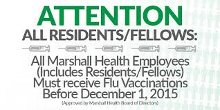 ATTENTION
ALL RESIDENTS/FELLOWS:
All Marshall Health Employees
(Includes Residents/Fellows)
Must receive Flu Vaccinations
Before December 1, 2015
(Approved by Marshall Health Board of Directors)